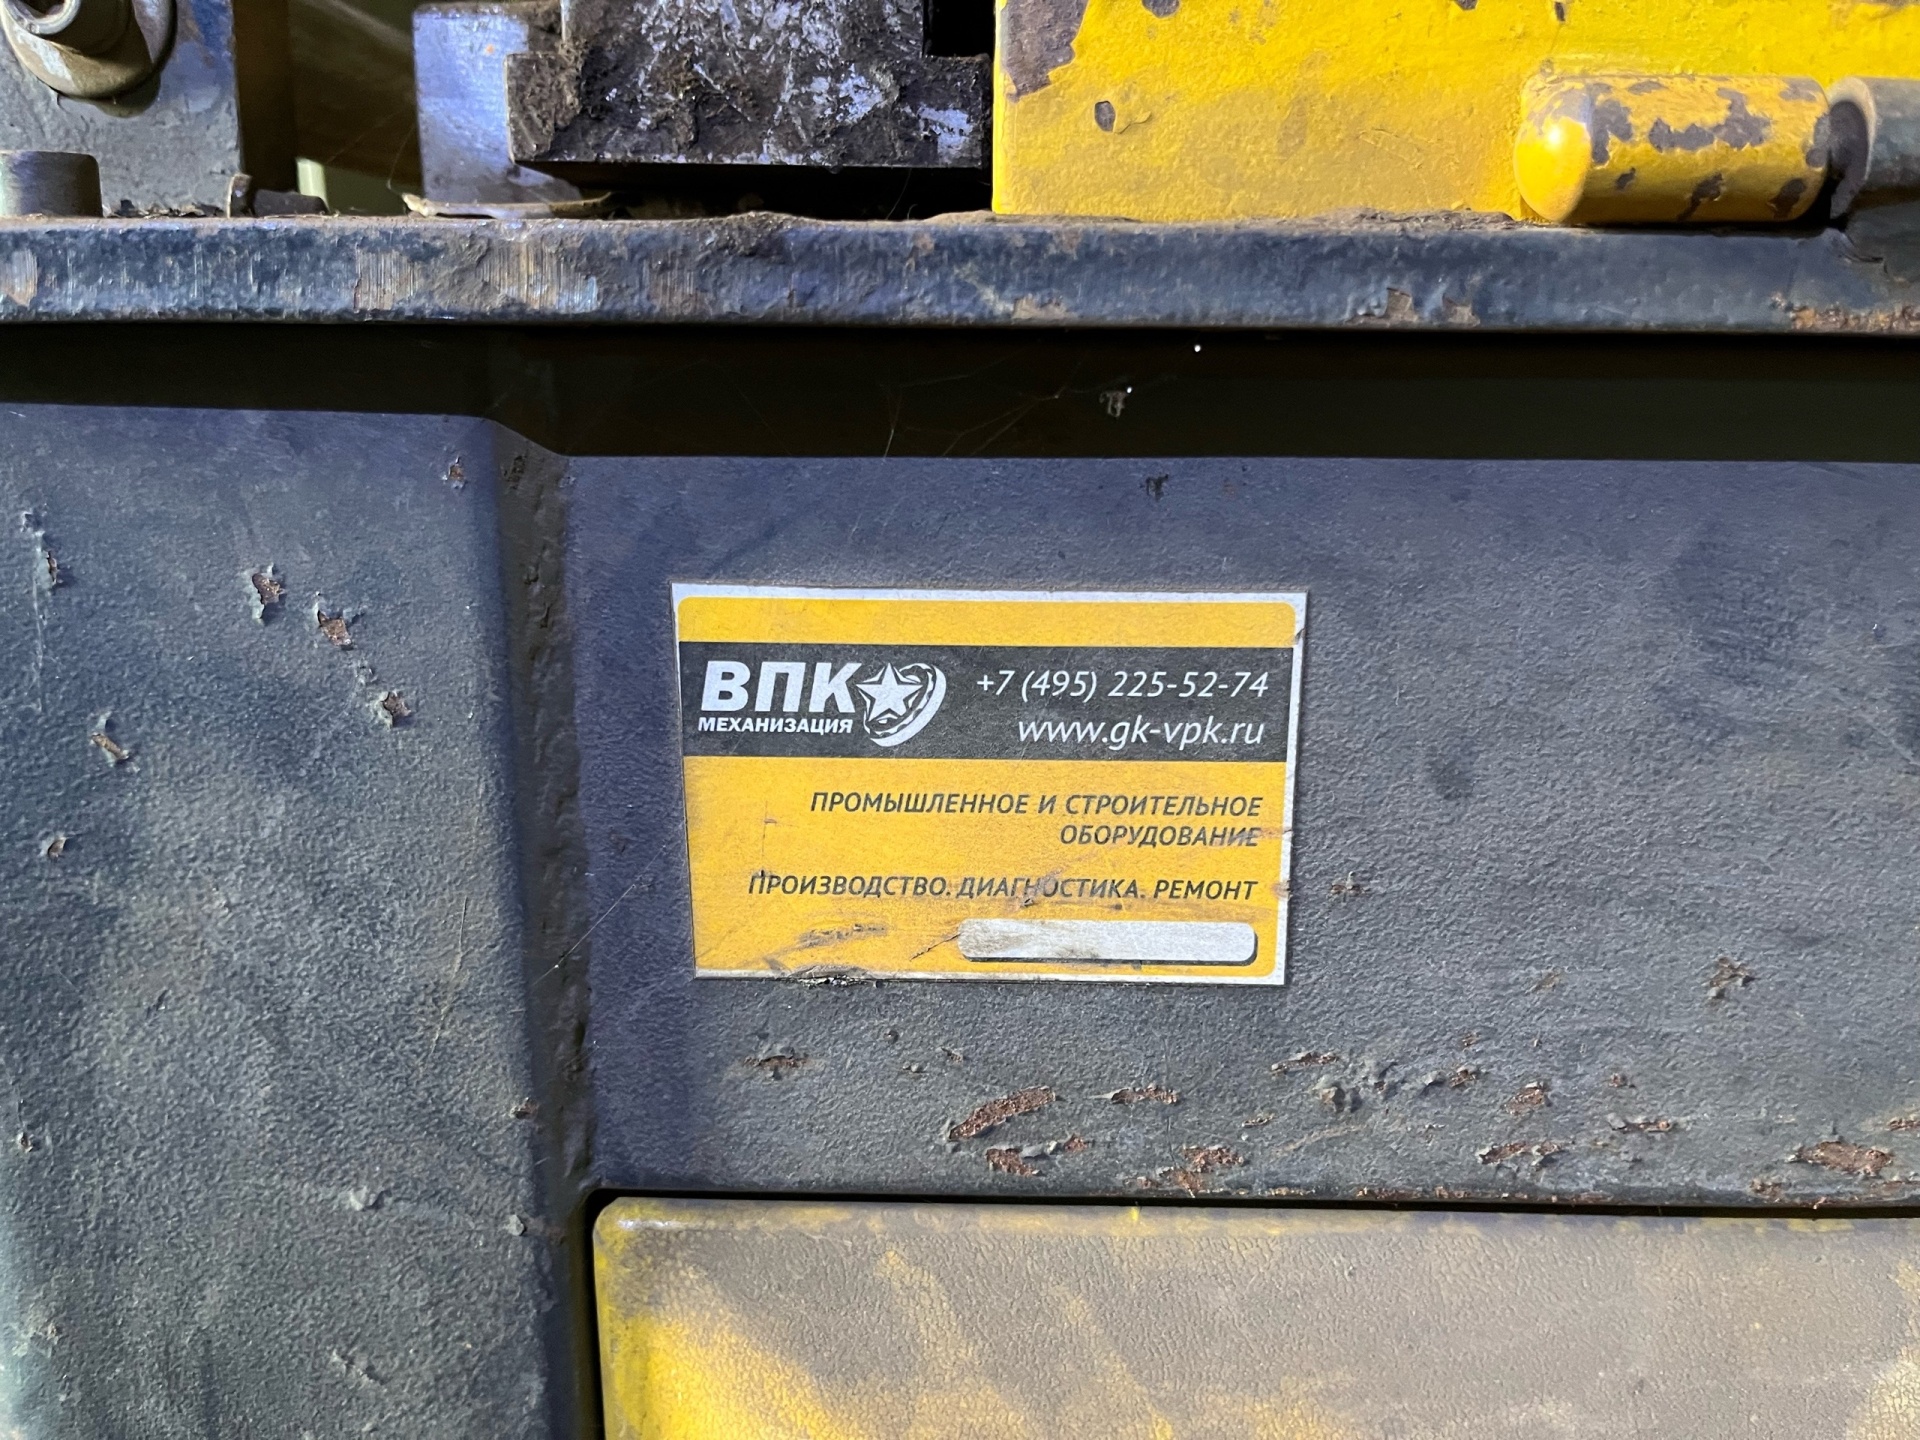 ВПК
МЕХАНИЗАЦИЯ
+7 (495) 225-52-74
www.gk-vpk.ru
ПРОМЫШЛЕННОЕ И СТРОИТЕЛЬНОЕ
ОБОРУДОВАНИЕ
ПРОИЗВОДСТВО. ДИАГНОСТИКА. РЕМОНТ